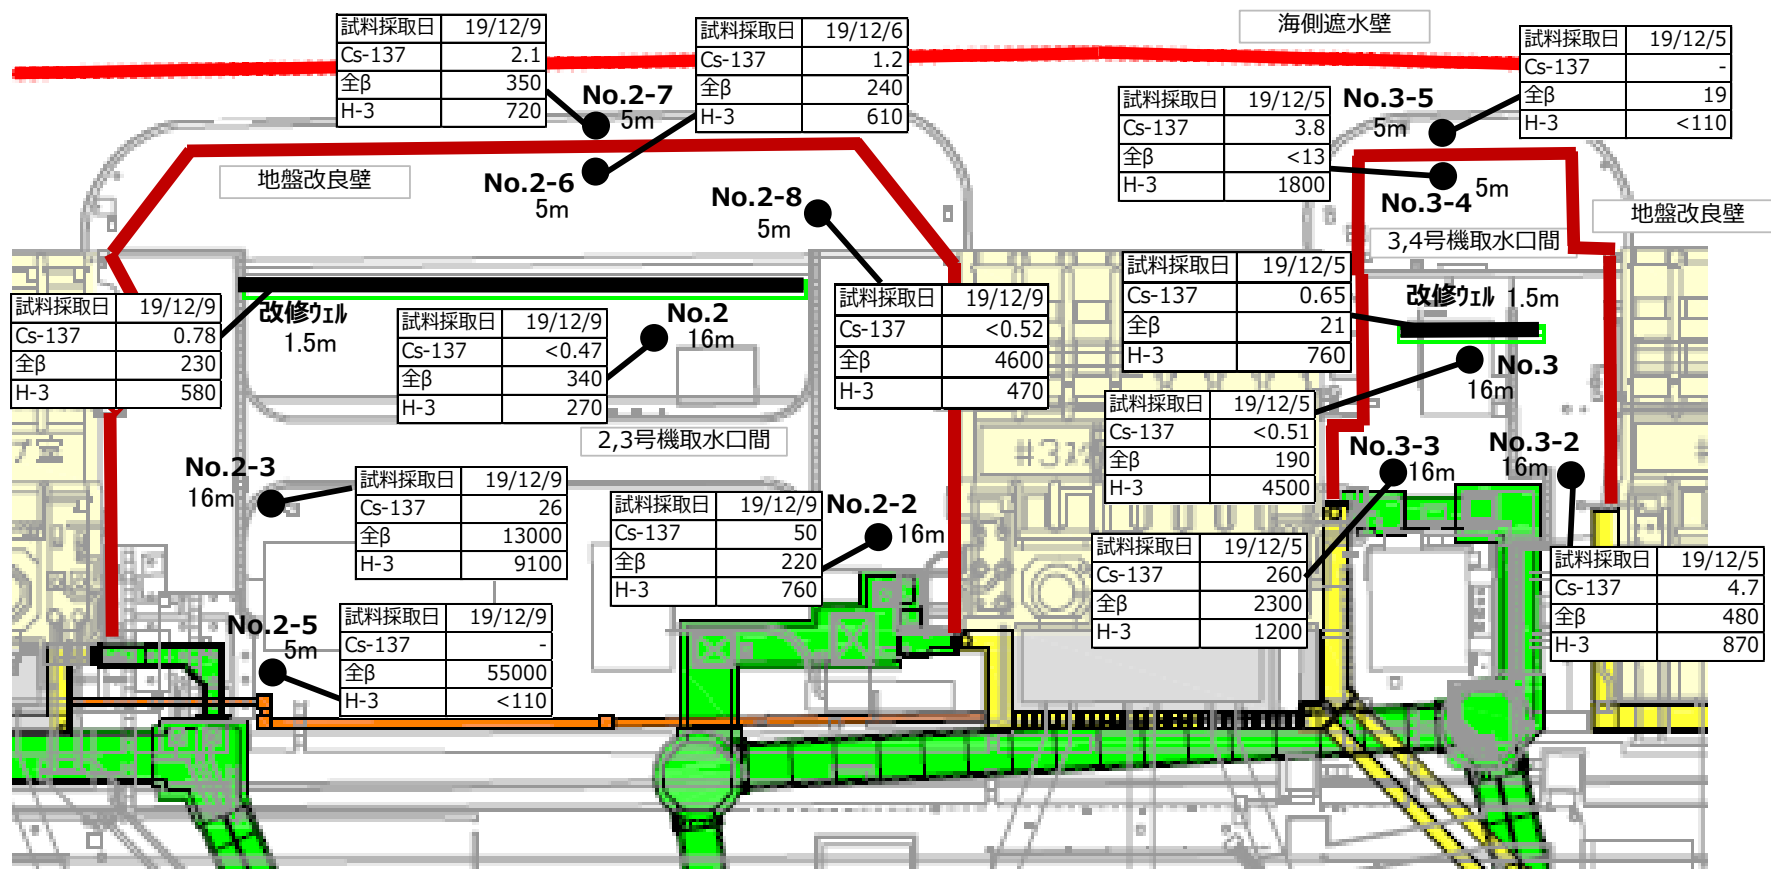 海側遮水壁
試料採取日 19/12/9
Cs-137 2.1
全β 350
H-3 720
No.2-7
5m
試料採取日 19/12/6
Cs-137 1.2
全β 240
H-3 610
No.2-6
5m
地盤改良壁
No.2-8
5m
試料採取日 19/12/5
Cs-137 3.8
全β <13
H-3 1800
No.3-5
5m
試料採取日 19/12/5
Cs-137 -
全β 19
H-3 <110
5m
No.3-4
地盤改良壁
3,4号機取水口間
試料採取日 19/12/9
Cs-137 0.78
全β 230
H-3 580
改修ウェル
1.5m
試料採取日 19/12/9
Cs-137 <0.47
全β 340
H-3 270
No.2
16m
試料採取日 19/12/9
Cs-137 <0.52
全β 4600
H-3 470
試料採取日 19/12/5
Cs-137 0.65
全β 21
H-3 760
改修ウェル 1.5m
No.3
16m
試料採取日 19/12/5
Cs-137 <0.51
全β 190
H-3 4500
2,3号機取水口間
No.2-3
16m
試料採取日 19/12/9
Cs-137 26
全β 13000
H-3 9100
試料採取日 19/12/9
Cs-137 50
全β 220
H-3 760
No.2-2
16m
No.3-3
16m
No.3-2
16m
試料採取日 19/12/5
Cs-137 260
全β 2300
H-3 1200
試料採取日 19/12/5
Cs-137 4.7
全β 480
H-3 870
No.2-5
5m
試料採取日 19/12/9
Cs-137 -
全β 55000
H-3 <110